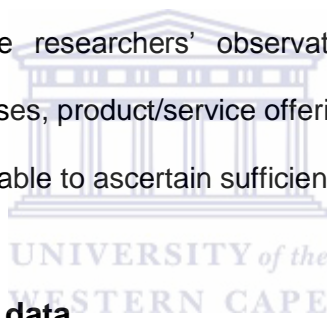 e researchers' observat
ses, product/service offeri
able to ascertain sufficien
UNIVERSITY of the
WESTERN CAPE
data